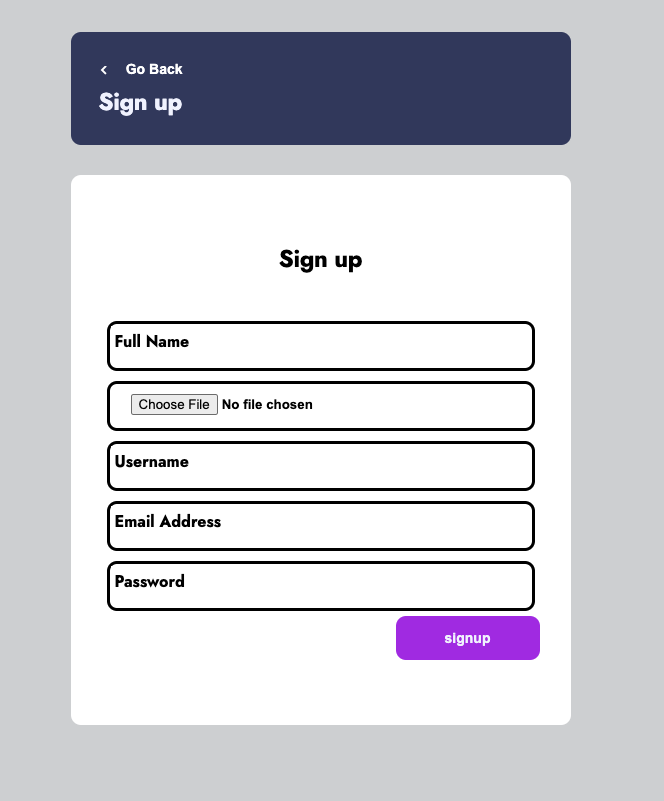 Go Back
Sign up
Sign up
Full Name
Choose File No file chosen
Username
Email Address
Password
signup